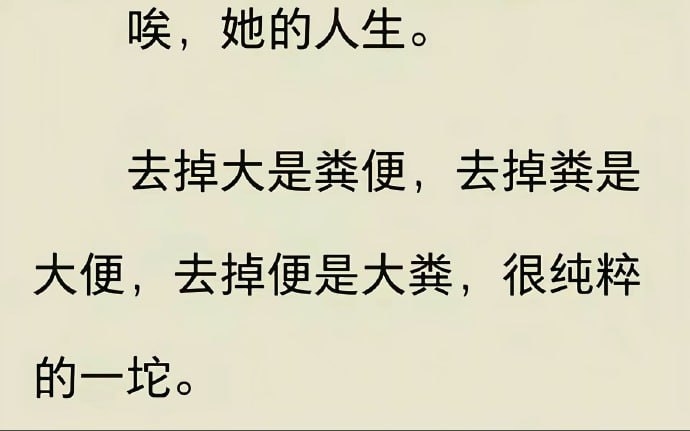 唉，她的人生。
去掉大是粪便，去掉粪是
大便，去掉便是大粪，很纯粹
的一坨。